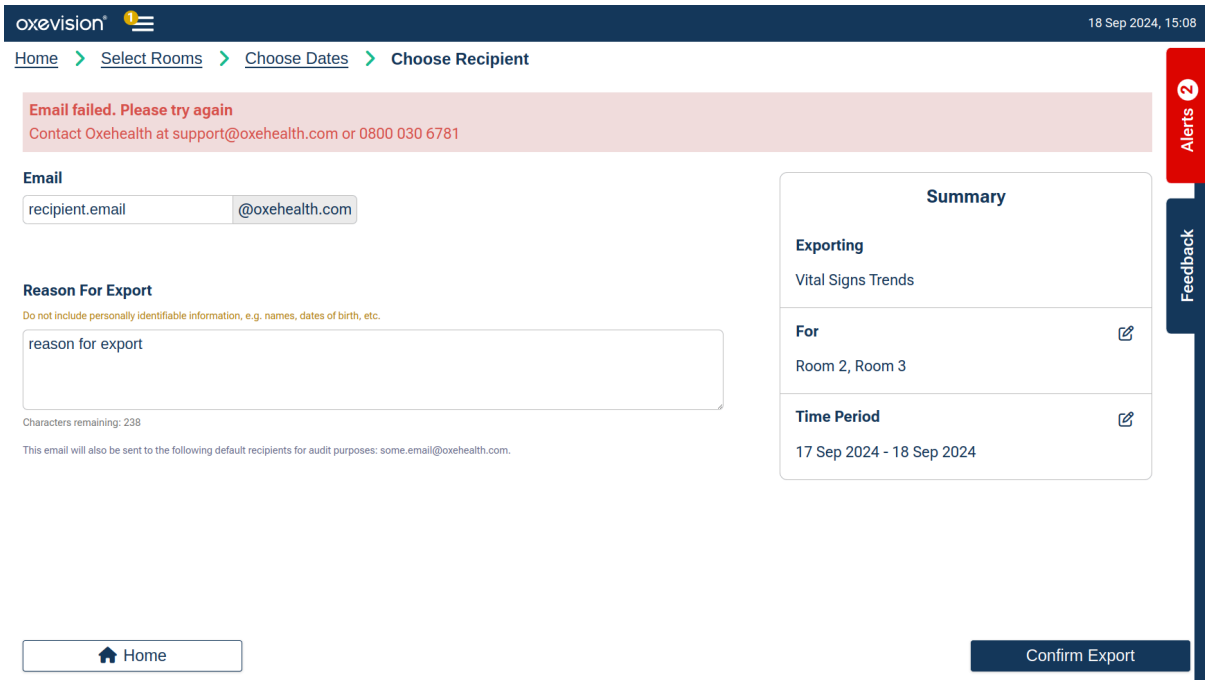 oxevision®
1
18 Sep 2024, 15:08
Home > Select Rooms > Choose Dates > Choose Recipient
Email failed. Please try again
Contact Oxehealth at support@oxehealth.com or 0800 030 6781
Email
recipient.email @oxehealth.com
Reason For Export
Do not include personally identifiable information, e.g. names, dates of birth, etc.
reason for export
Characters remaining: 238
This email will also be sent to the following default recipients for audit purposes: some.email@oxehealth.com.
Summary
Exporting
Vital Signs Trends
For
Room 2, Room 3
Time Period
17 Sep 2024 - 18 Sep 2024
Alerts 2
Feedback
Home
Confirm Export